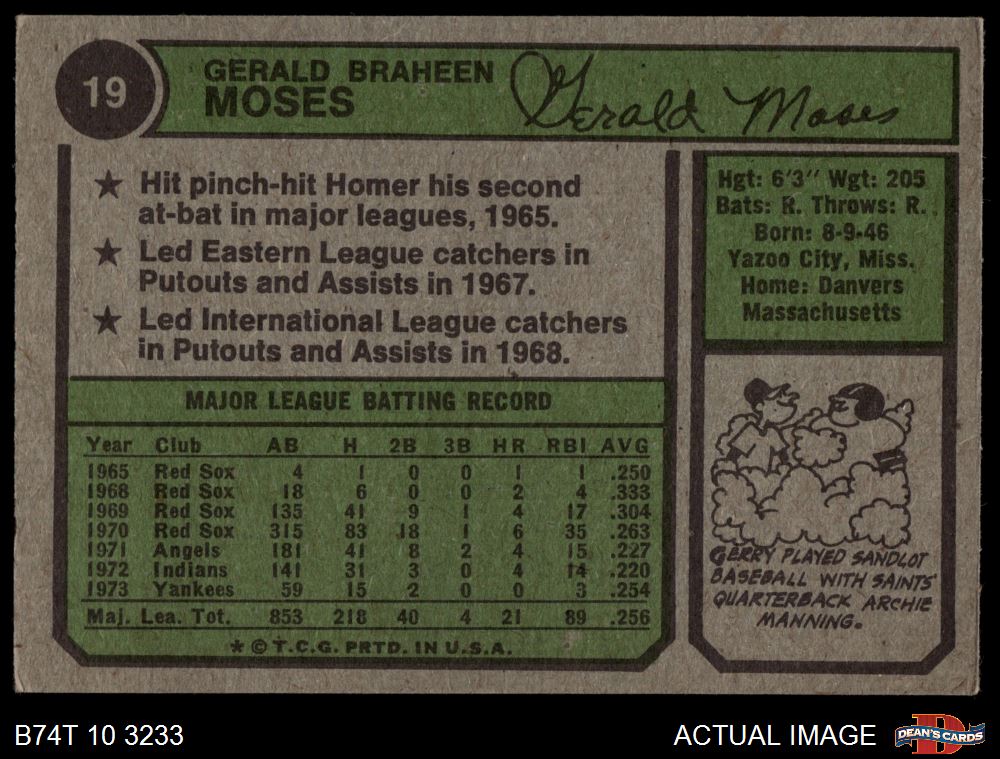 19
GERALD BRAHEEN
MOSES
Gerald Moses
★ Hit pinch-hit Homer his second
at-bat in major leagues, 1965.
★ Led Eastern League catchers in
Putouts and Assists in 1967.
★ Led International League catchers
in Putouts and Assists in 1968.
Hgt: 6'3" Wgt: 205
Bats: R. Throws: R.
Born: 8-9-46
Yazoo City, Miss.
Home: Danvers
Massachusetts
MAJOR LEAGUE BATTING RECORD
Year Club AB H 2B 3B HR RBI AVG
1965 Red Sox 4 1 0 0 1 1 .250
1968 Red Sox 18 6 0 0 2 4 .333
1969 Red Sox 135 41 9 1 4 17 .304
1970 Red Sox 315 83 18 1 6 35 .263
1971 Angels 181 41 8 2 4 15 .227
1972 Indians 141 31 3 0 4 14 .220
1973 Yankees 59 15 2 0 0 3 .254
Maj. Lea. Tot. 853 218 40 4 21 89 .256
* © T.C.G. PRTD. IN U.S.A.
GERRY PLAYED SANDLOT
BASEBALL WITH SAINTS'
QUARTERBACK ARCHIE
MANNING.
B74T 10 3233
ACTUAL IMAGE
DEAN'S CARDS